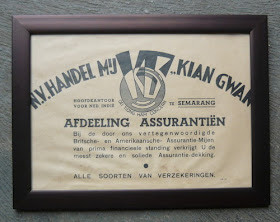 N.V. HANDEL Mij. KIAN GWAN
HOOFDKANTOOR
VOOR NED. INDIË
TE SEMARANG
AFDEELING ASSURANTIËN
Bij de door ons vertegenwoordigde
Britsche- en Amerikaansche- Assurantie-Mijen
van prima financieele standing verkrijgt U de
meest zekere en solide Assurantie-dekking.
ALLE SOORTEN VAN VERZEKERINGEN.